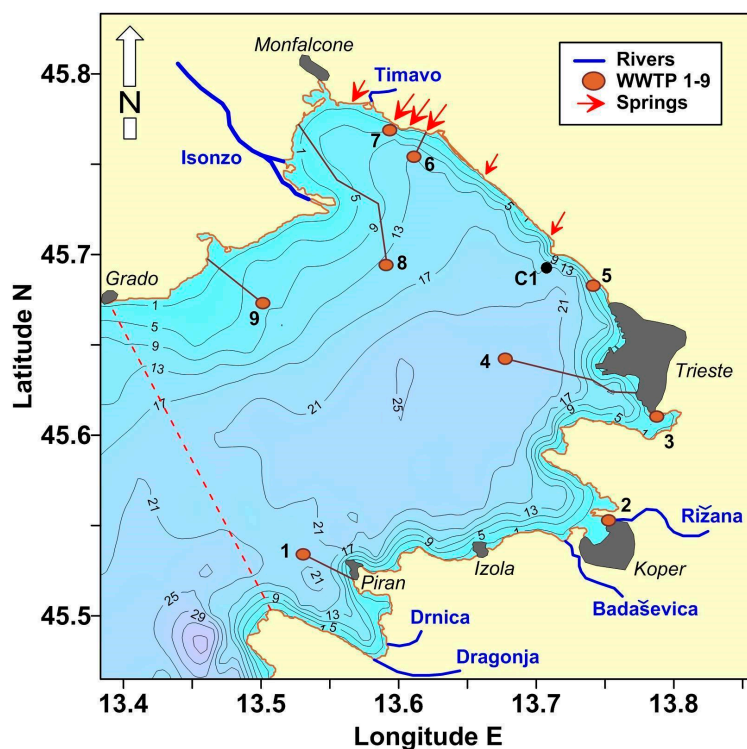 45.8
45.7
45.6
45.5
Latitude N
13.4
13.5
13.6
13.7
13.8
Longitude E
N
Rivers
WWTP 1-9
Springs
Monfalcone
Timavo
Isonzo
Grado
Trieste
Rižana
Koper
Badaševica
Izola
Piran
Drnica
Dragonja
C1
1
2
3
4
5
6
7
8
9
1
5
9
13
17
5
1
9
13
21
1
5
9
13
17
21
25
17
9
5
1
21
21
17
9
5
1
13
21
25
29
9
1
5